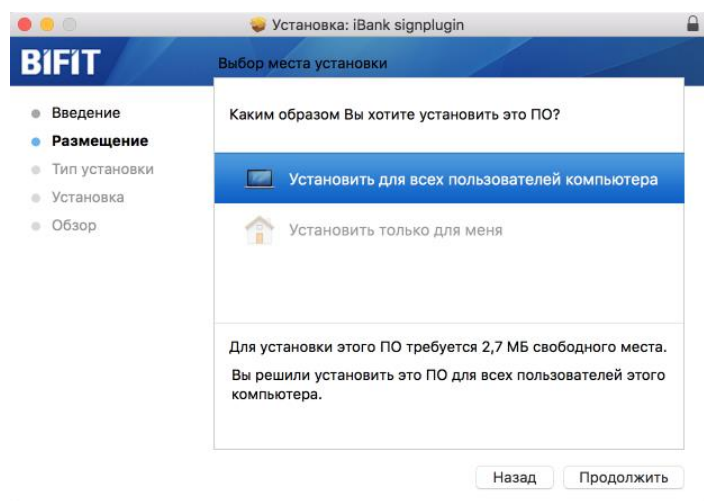 Установка: iBank signplugin
BIFIT
Выбор места установки
Введение
Размещение
Тип установки
Установка
Обзор
Каким образом Вы хотите установить это ПО?
Установить для всех пользователей компьютера
Установить только для меня
Для установки этого ПО требуется 2,7 МБ свободного места.
Вы решили установить это ПО для всех пользователей этого
компьютера.
Назад
Продолжить